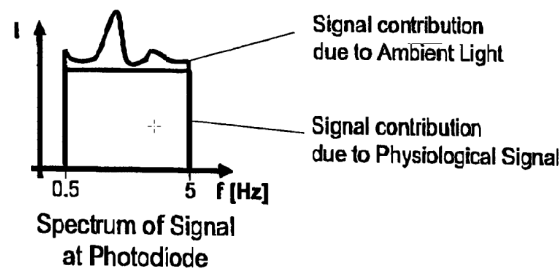 I
Signal contribution
due to Ambient Light
Signal contribution
due to Physiological Signal
0.5
5
f [Hz]
Spectrum of Signal
at Photodiode